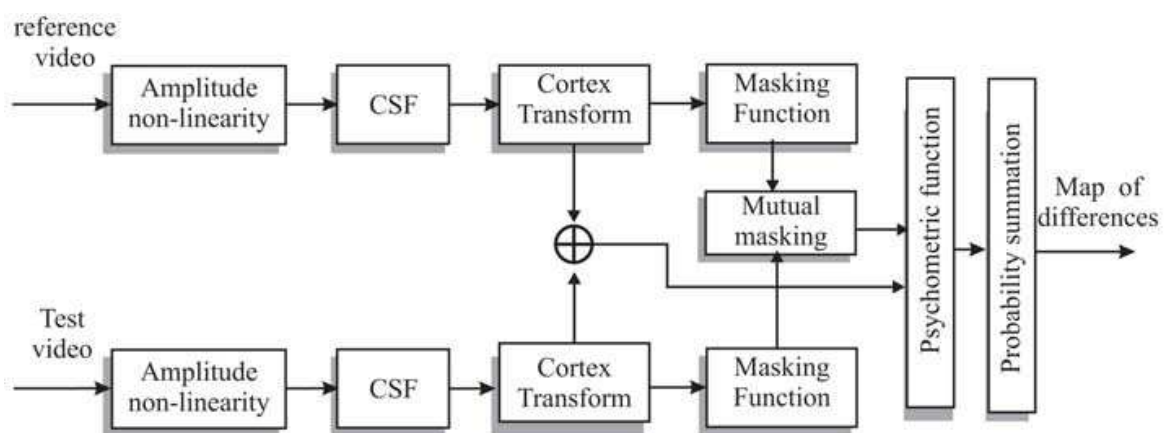 reference
video
Amplitude
non-linearity
CSF
Cortex
Transform
Masking
Function
Mutual
masking
Psychometric function
Probability summation
Map of
differences
Test
video
Amplitude
non-linearity
CSF
Cortex
Transform
Masking
Function